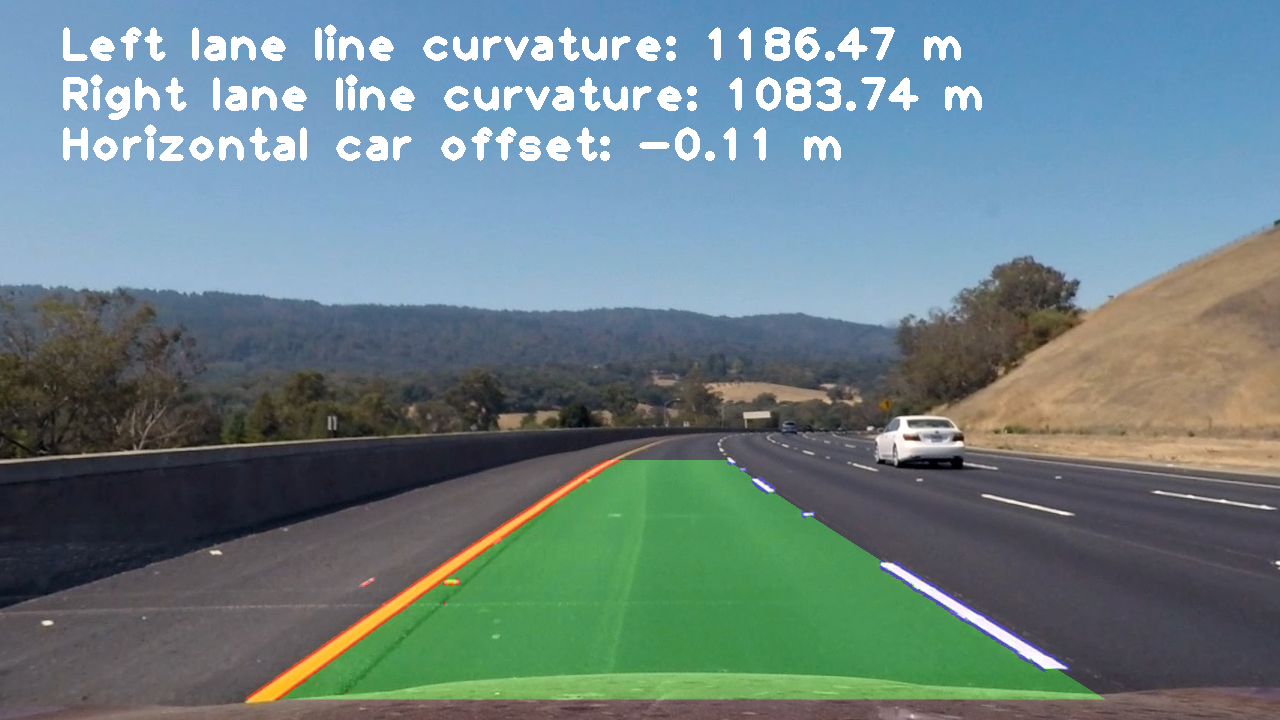 Left lane line curvature: 1186.47 m
Right lane line curvature: 1083.74 m
Horizontal car offset: -0.11 m